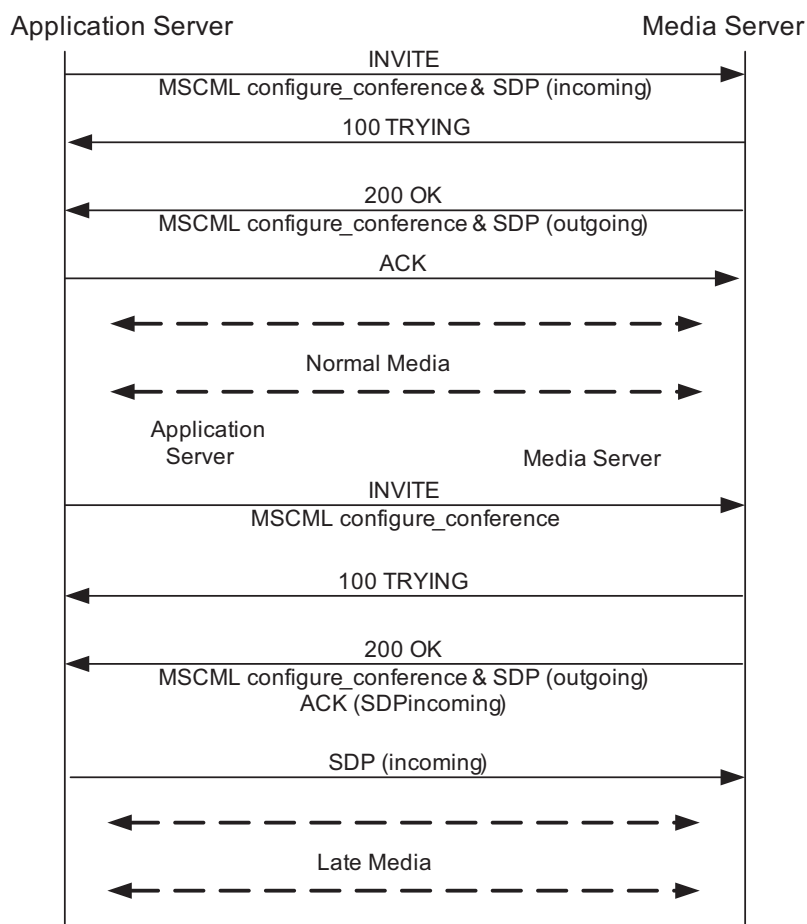 Application Server
Media Server
INVITE
MSCML configure_conference & SDP (incoming)
100 TRYING
200 OK
MSCML configure_conference & SDP (outgoing)
ACK
Normal Media
Application
Server
Media Server
INVITE
MSCML configure_conference
100 TRYING
200 OK
MSCML configure_conference & SDP (outgoing)
ACK (SDPincoming)
SDP (incoming)
Late Media